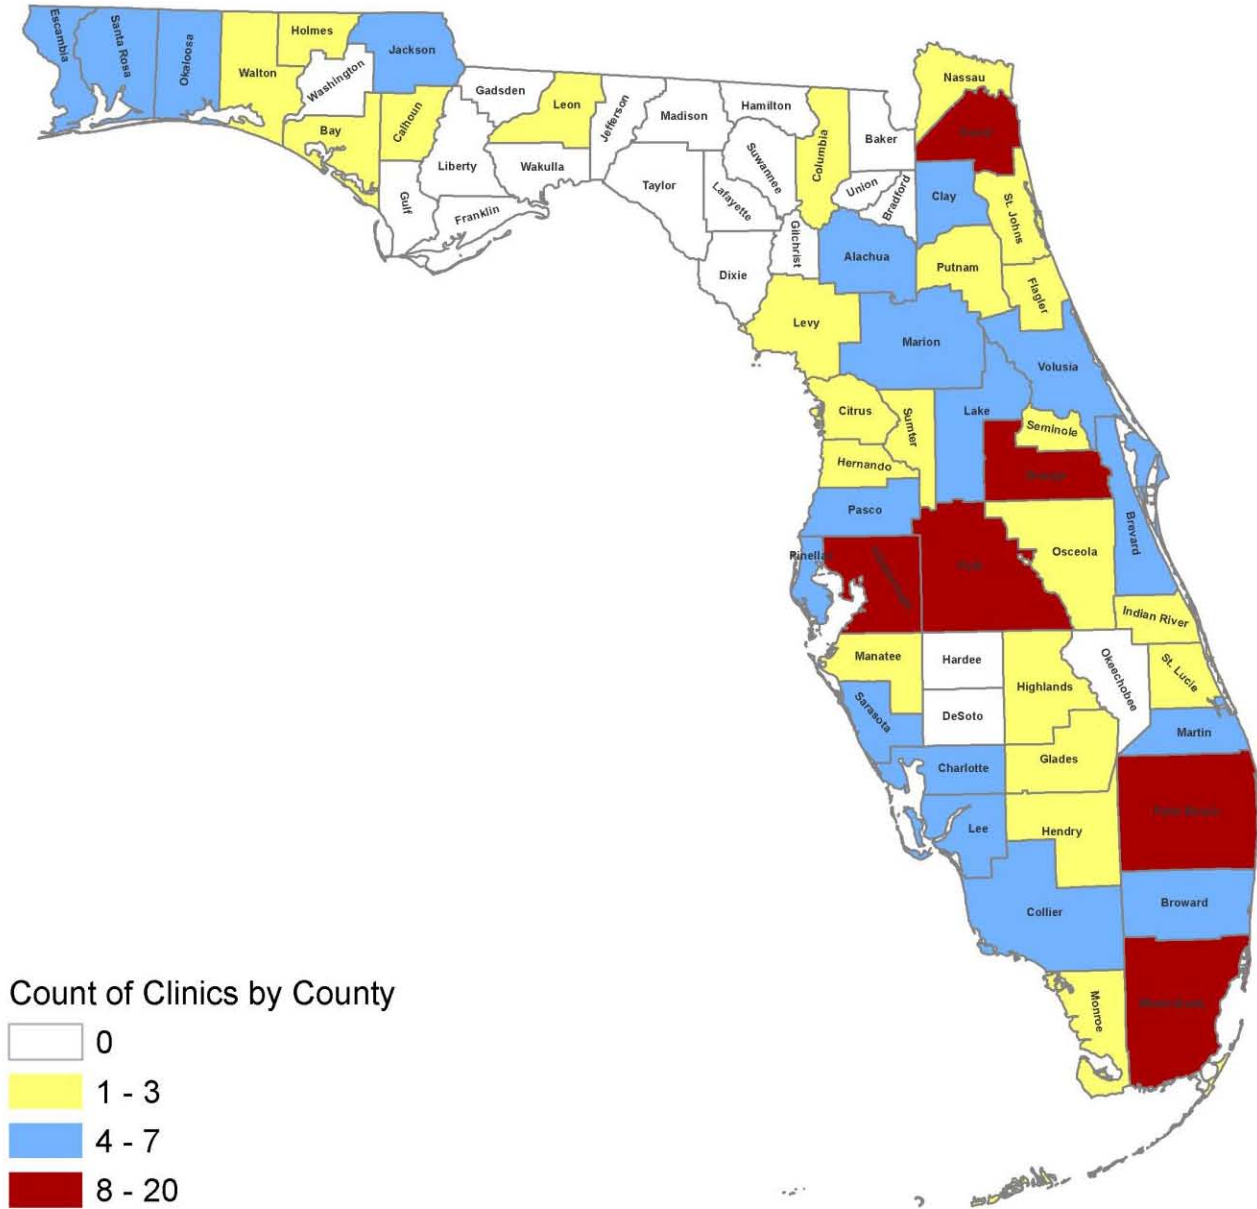 Escambia
Santa Rosa
Okaloosa
Walton
Holmes
Washington
Jackson
Bay
Calhoun
Gulf
Liberty
Gadsden
Franklin
Wakulla
Leon
Jefferson
Madison
Taylor
Lafayette
Dixie
Hamilton
Suwannee
Gilchrist
Columbia
Baker
Union
Bradford
Nassau
Clay
St. Johns
Alachua
Putnam
Flagler
Levy
Marion
Volusia
Citrus
Sumter
Lake
Seminole
Hernando
Orange
Pasco
Brevard
Pinellas
Polk
Osceola
Indian River
Manatee
Hardee
Highlands
Okeechobee
St. Lucie
Sarasota
DeSoto
Martin
Charlotte
Glades
Lee
Hendry
Palm Beach
Collier
Broward
Monroe
Count of Clinics by County
0
1 - 3
4 - 7
8 - 20